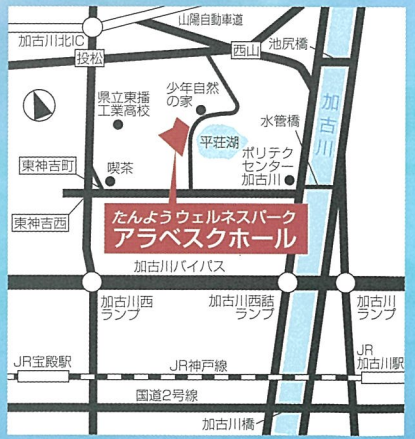 山陽自動車道
加古川北IC
投松
西山
池尻橋
少年自然
の家
県立東播
工業高校
加古川
水管橋
平荘湖
ポリテク
センター
加古川
喫茶
東神吉町
東神吉西
たんようウェルネスパーク
アラベスクホール
加古川バイパス
加古川西
ランプ
加古川西詰
ランプ
加古川
ランプ
JR宝殿駅
JR神戸線
JR
加古川駅
国道2号線
加古川橋